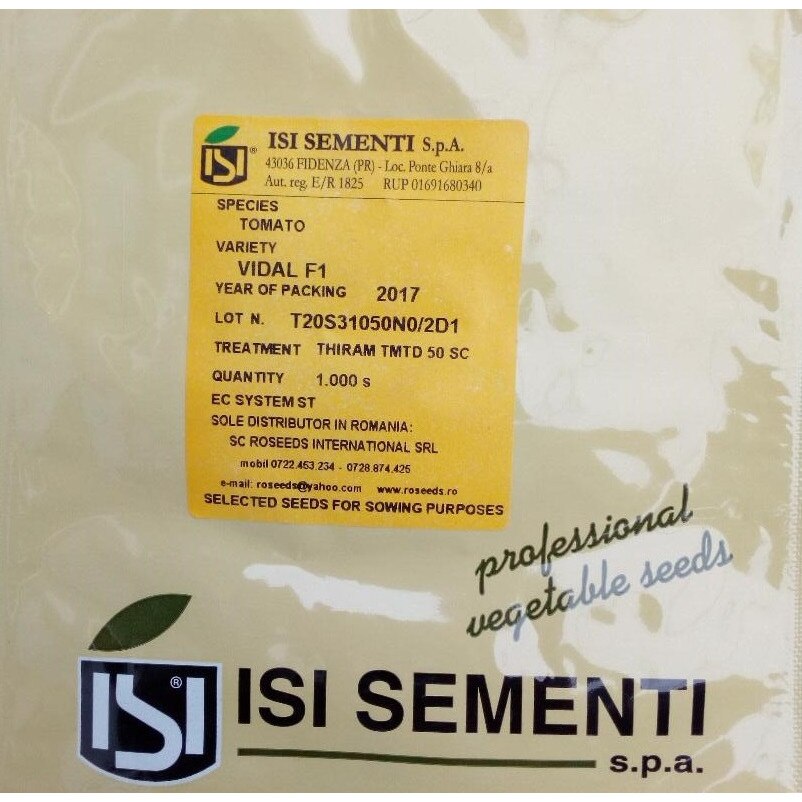 ISI® ISI SEMENTI S.p.A.
43036 FIDENZA (PR) - Loc. Ponte Ghiara 8/a
Aut. reg. E/R 1825 RUP 01691680340
SPECIES
TOMATO
VARIETY
VIDAL F1
YEAR OF PACKING 2017
LOT N. T20S31050N0/2D1
TREATMENT THIRAM TMTD 50 SC
QUANTITY 1.000 s
EC SYSTEM ST
SOLE DISTRIBUTOR IN ROMANIA:
SC ROSEEDS INTERNATIONAL SRL
mobil 0722.453.234 - 0728.874.425
e-mail: roseeds@yahoo.com www.roseeds.ro
SELECTED SEEDS FOR SOWING PURPOSES
professional
vegetable seeds
ISI® ISI SEMENTI
s.p.a.